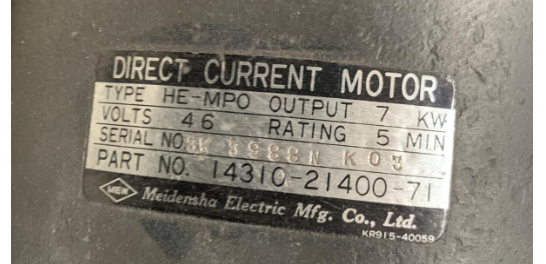 DIRECT CURRENT MOTOR
TYPE HE-MPO OUTPUT 7 KW
VOLTS 46 RATING 5 MIN
SERIAL NO. K03
PART NO. 14310-21400-71
MEW Meidensha Electric Mfg. Co., Ltd.
KR915-40059